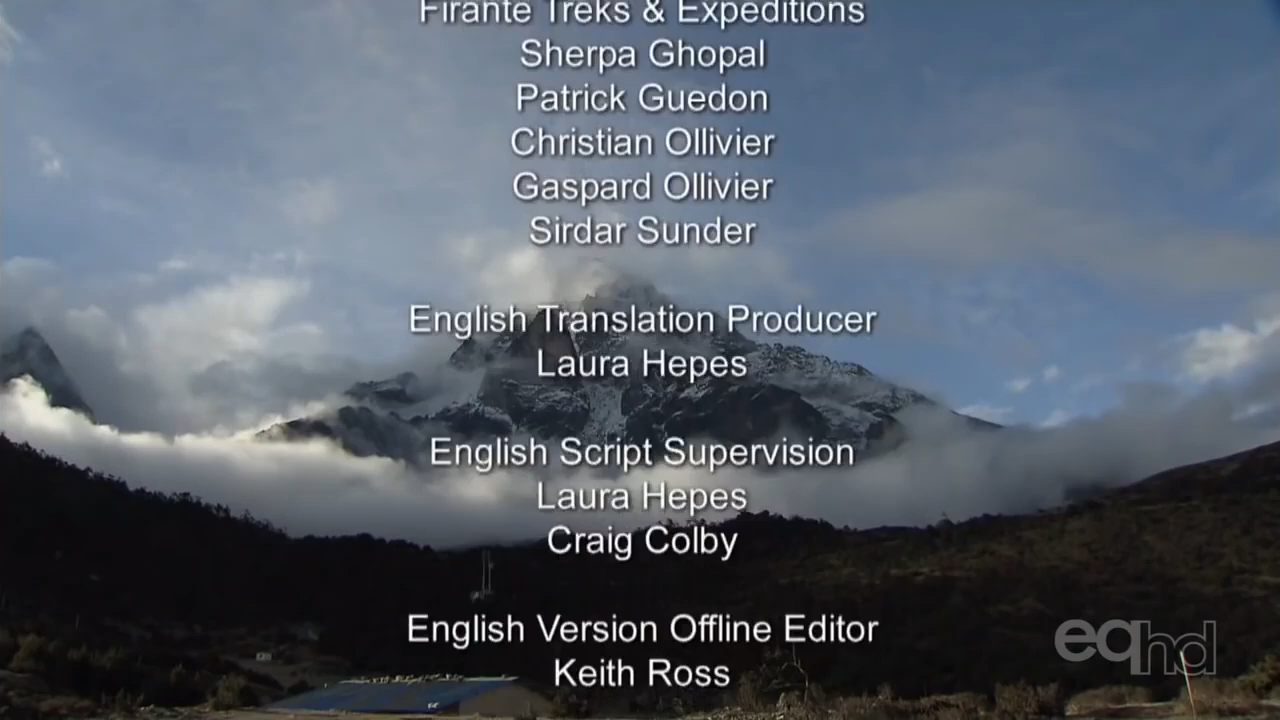 Firante Treks & Expeditions
Sherpa Ghopal
Patrick Guedon
Christian Ollivier
Gaspard Ollivier
Sirdar Sunder
English Translation Producer
Laura Hepes
English Script Supervision
Laura Hepes
Craig Colby
English Version Offline Editor
Keith Ross
eqhd